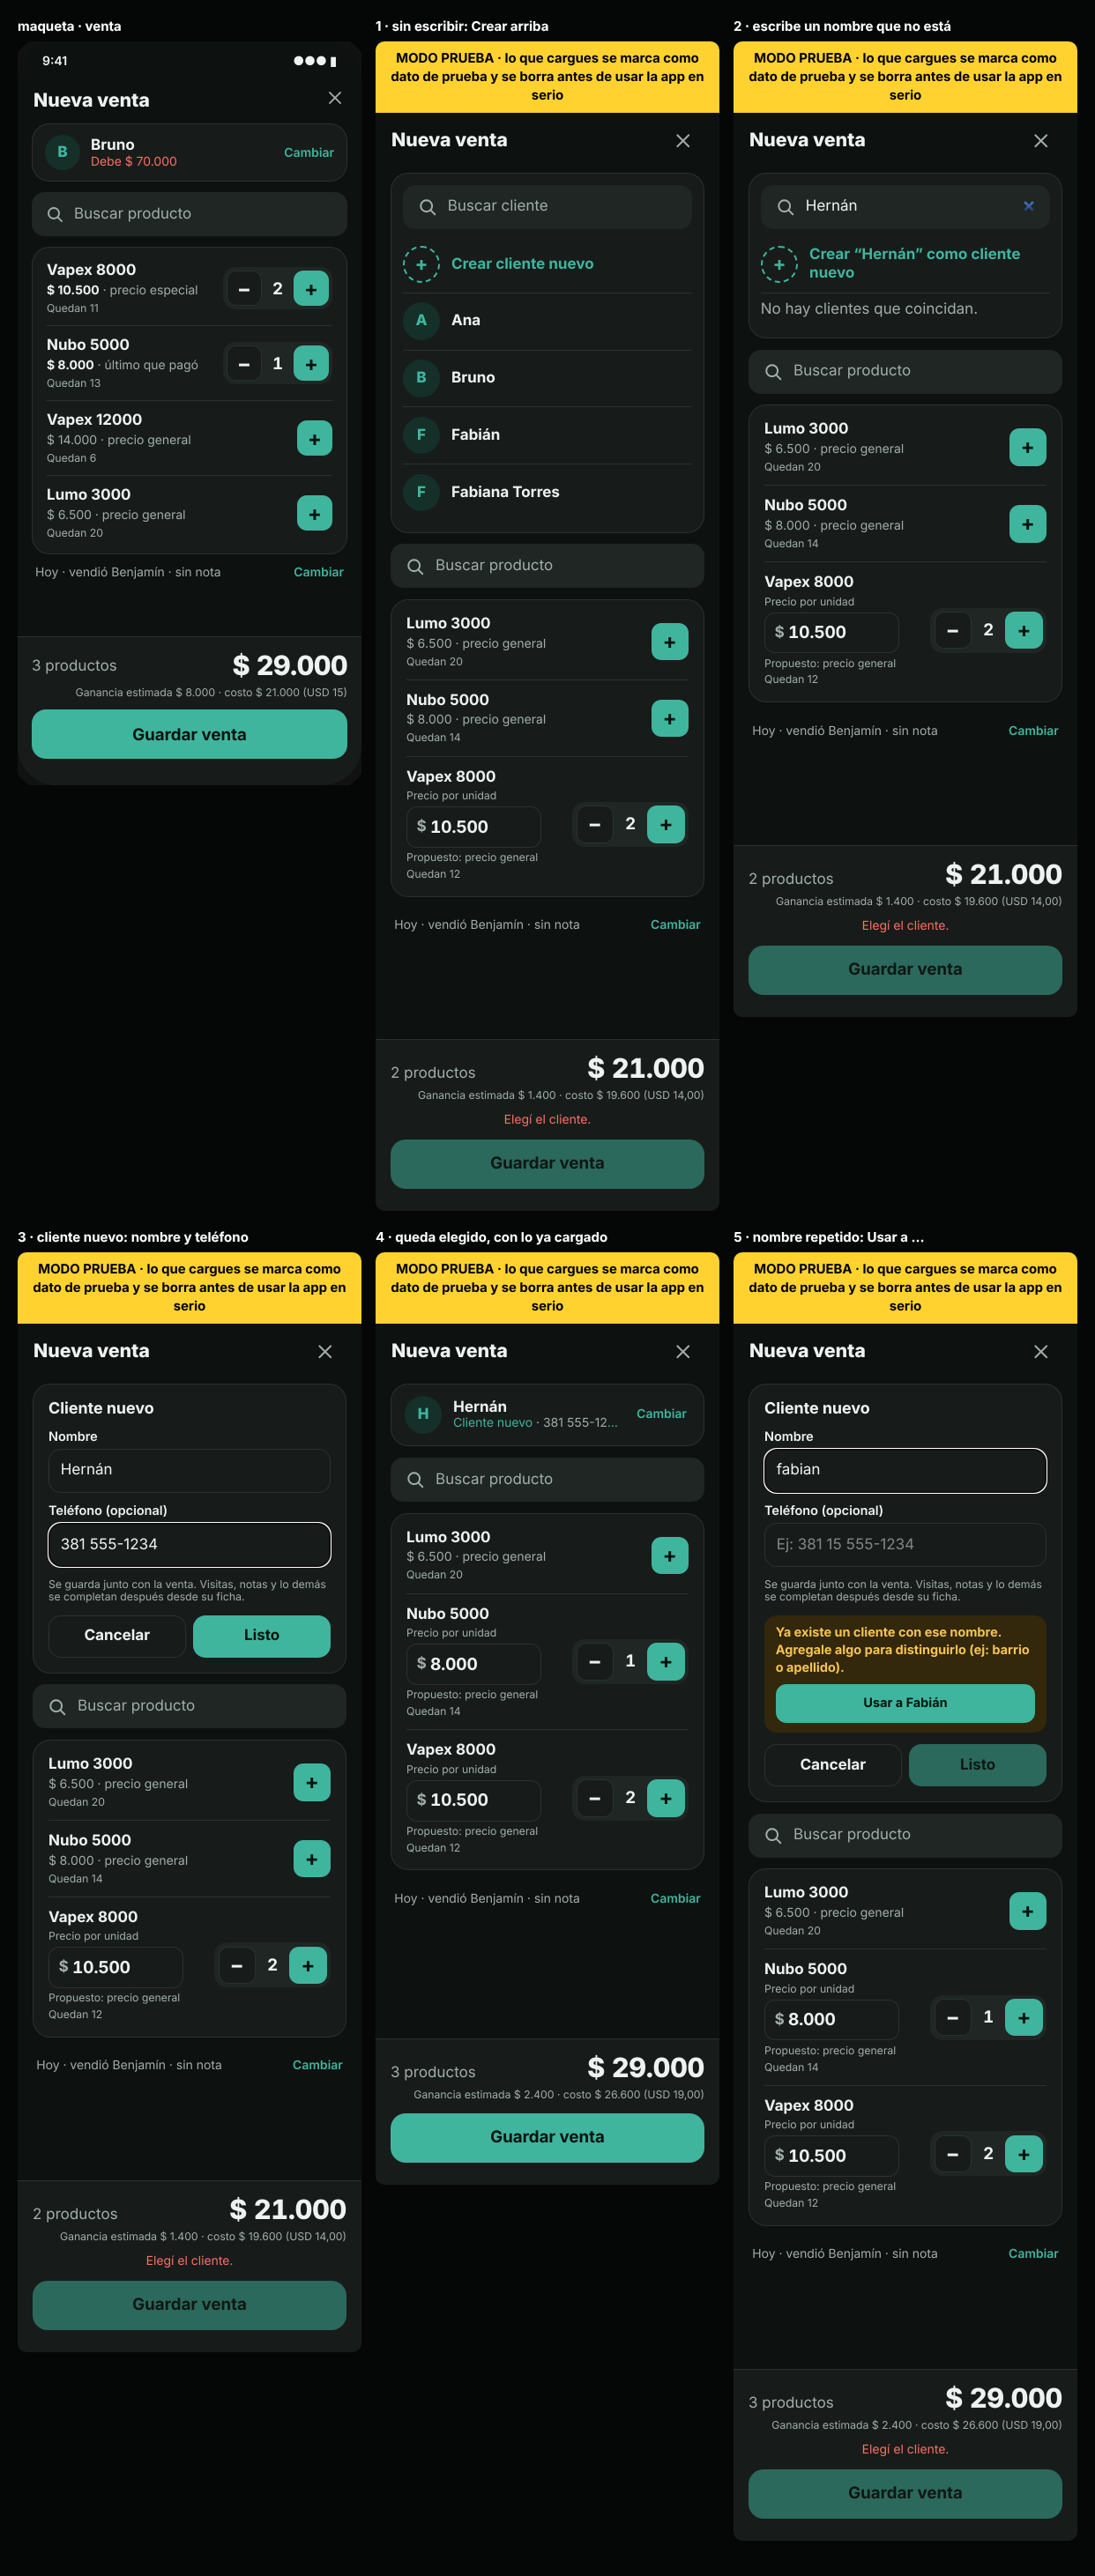 maqueta · venta
9:41
Nueva venta
B
Bruno
Debe $ 70.000
Cambiar
Buscar producto
Vapex 8000
$ 10.500 · precio especial
Quedan 11
− 2 +
Nubo 5000
$ 8.000 · último que pagó
Quedan 13
− 1 +
Vapex 12000
$ 14.000 · precio general
Quedan 6
+
Lumo 3000
$ 6.500 · precio general
Quedan 20
+
Hoy · vendió Benjamín · sin nota
Cambiar
3 productos
$ 29.000
Ganancia estimada $ 8.000 · costo $ 21.000 (USD 15)
Guardar venta
1 · sin escribir: Crear arriba
MODO PRUEBA · lo que cargues se marca como
dato de prueba y se borra antes de usar la app en
serio
Nueva venta
Buscar cliente
+
Crear cliente nuevo
A
Ana
B
Bruno
F
Fabián
F
Fabiana Torres
Buscar producto
Lumo 3000
$ 6.500 · precio general
Quedan 20
+
Nubo 5000
$ 8.000 · precio general
Quedan 14
+
Vapex 8000
Precio por unidad
$ 10.500
− 2 +
Propuesto: precio general
Quedan 12
Hoy · vendió Benjamín · sin nota
Cambiar
2 productos
$ 21.000
Ganancia estimada $ 1.400 · costo $ 19.600 (USD 14,00)
Elegí el cliente.
Guardar venta
2 · escribe un nombre que no está
MODO PRUEBA · lo que cargues se marca como
dato de prueba y se borra antes de usar la app en
serio
Nueva venta
Hernán
+
Crear “Hernán” como cliente
nuevo
No hay clientes que coincidan.
Buscar producto
Lumo 3000
$ 6.500 · precio general
Quedan 20
+
Nubo 5000
$ 8.000 · precio general
Quedan 14
+
Vapex 8000
Precio por unidad
$ 10.500
− 2 +
Propuesto: precio general
Quedan 12
Hoy · vendió Benjamín · sin nota
Cambiar
2 productos
$ 21.000
Ganancia estimada $ 1.400 · costo $ 19.600 (USD 14,00)
Elegí el cliente.
Guardar venta
3 · cliente nuevo: nombre y teléfono
MODO PRUEBA · lo que cargues se marca como
dato de prueba y se borra antes de usar la app en
serio
Nueva venta
Cliente nuevo
Nombre
Hernán
Teléfono (opcional)
381 555-1234
Se guarda junto con la venta. Visitas, notas y lo demás
se completan después desde su ficha.
Cancelar
Listo
Buscar producto
Lumo 3000
$ 6.500 · precio general
Quedan 20
+
Nubo 5000
$ 8.000 · precio general
Quedan 14
+
Vapex 8000
Precio por unidad
$ 10.500
− 2 +
Propuesto: precio general
Quedan 12
Hoy · vendió Benjamín · sin nota
Cambiar
2 productos
$ 21.000
Ganancia estimada $ 1.400 · costo $ 19.600 (USD 14,00)
Elegí el cliente.
Guardar venta
4 · queda elegido, con lo ya cargado
MODO PRUEBA · lo que cargues se marca como
dato de prueba y se borra antes de usar la app en
serio
Nueva venta
H
Hernán
Cliente nuevo · 381 555-12...
Cambiar
Buscar producto
Lumo 3000
$ 6.500 · precio general
Quedan 20
+
Nubo 5000
Precio por unidad
$ 8.000
− 1 +
Propuesto: precio general
Quedan 14
Vapex 8000
Precio por unidad
$ 10.500
− 2 +
Propuesto: precio general
Quedan 12
Hoy · vendió Benjamín · sin nota
Cambiar
3 productos
$ 29.000
Ganancia estimada $ 2.400 · costo $ 26.600 (USD 19,00)
Guardar venta
5 · nombre repetido: Usar a ...
MODO PRUEBA · lo que cargues se marca como
dato de prueba y se borra antes de usar la app en
serio
Nueva venta
Cliente nuevo
Nombre
fabian
Teléfono (opcional)
Ej: 381 15 555-1234
Se guarda junto con la venta. Visitas, notas y lo demás
se completan después desde su ficha.
Ya existe un cliente con ese nombre.
Agregale algo para distinguirlo (ej: barrio
o apellido).
Usar a Fabián
Cancelar
Listo
Buscar producto
Lumo 3000
$ 6.500 · precio general
Quedan 20
+
Nubo 5000
Precio por unidad
$ 8.000
− 1 +
Propuesto: precio general
Quedan 14
Vapex 8000
Precio por unidad
$ 10.500
− 2 +
Propuesto: precio general
Quedan 12
Hoy · vendió Benjamín · sin nota
Cambiar
3 productos
$ 29.000
Ganancia estimada $ 2.400 · costo $ 26.600 (USD 19,00)
Elegí el cliente.
Guardar venta